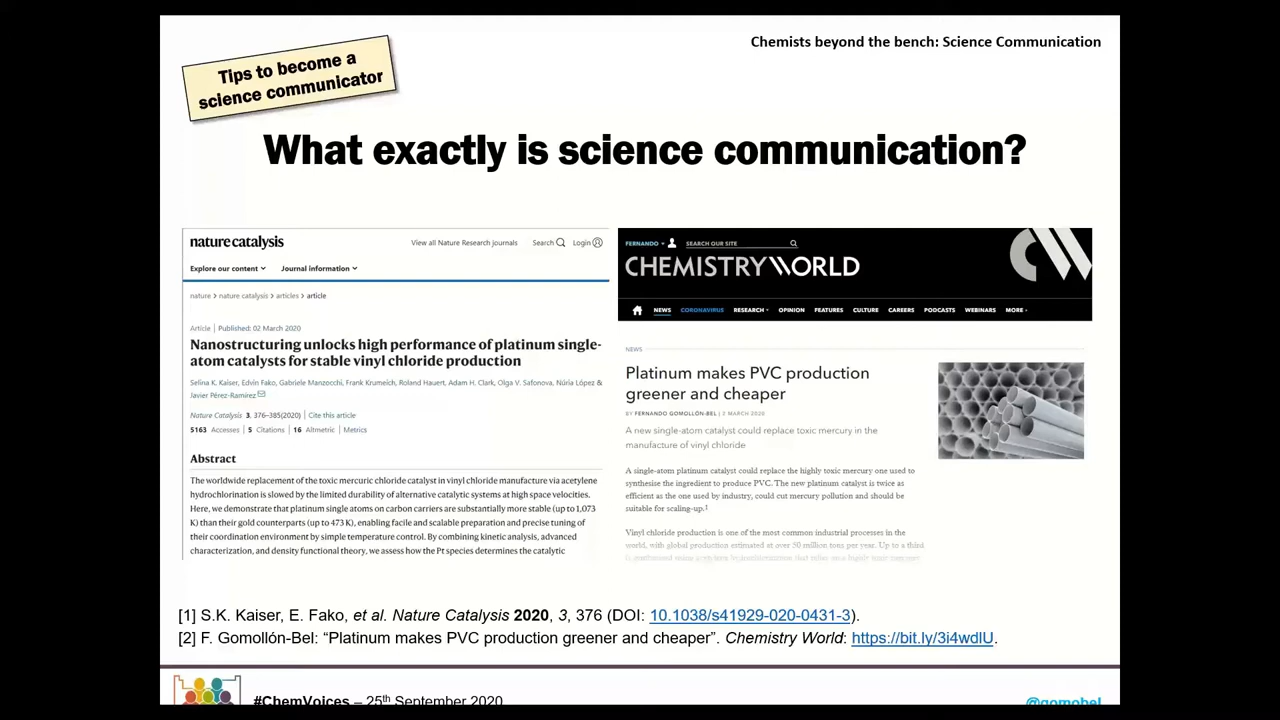 Chemists beyond the bench: Science Communication
Tips to become a
science communicator
What exactly is science communication?
nature catalysis
View all Nature Research journals Search Login
Explore our content Journal information
nature > nature catalysis > articles > article
Article | Published: 02 March 2020
Nanostructuring unlocks high performance of platinum single-
atom catalysts for stable vinyl chloride production
Selina K. Kaiser, Edvin Fako, Gabriele Manzocchi, Frank Krumeich, Roland Hauert, Adam H. Clark, Olga V. Safonova, Núria López &
Javier Pérez-Ramírez
Nature Catalysis 3, 376–385(2020) | Cite this article
5163 Accesses | 5 Citations | 16 Altmetric | Metrics
Abstract
The worldwide replacement of the toxic mercuric chloride catalyst in vinyl chloride manufacture via acetylene
hydrochlorination is slowed by the limited durability of alternative catalytic systems at high space velocities.
Here, we demonstrate that platinum single atoms on carbon carriers are substantially more stable (up to 1,073
K) than their gold counterparts (up to 473 K), enabling facile and scalable preparation and precise tuning of
their coordination environment by simple temperature control. By combining kinetic analysis, advanced
characterization, and density functional theory, we assess how the Pt species determines the catalytic
FERNANDO SEARCH OUR SITE
CHEMISTRYWORLD
CW
NEWS CORONAVIRUS RESEARCH OPINION FEATURES CULTURE CAREERS PODCASTS WEBINARS MORE
NEWS
Platinum makes PVC production
greener and cheaper
BY FERNANDO GOMOLLÓN-BEL | 2 MARCH 2020
A new single-atom catalyst could replace toxic mercury in the
manufacture of vinyl chloride
A single-atom platinum catalyst could replace the highly toxic mercury one used to
synthesise the ingredient to produce PVC. The new platinum catalyst is twice as
efficient as the one used by industry, could cut mercury pollution and should be
suitable for scaling-up.¹
Vinyl chloride production is one of the most common industrial processes in the
world, with global production estimated at over 50 million tons per year. Up to a third
[1] S.K. Kaiser, E. Fako, et al. Nature Catalysis 2020, 3, 376 (DOI: 10.1038/s41929-020-0431-3).
[2] F. Gomollón-Bel: “Platinum makes PVC production greener and cheaper”. Chemistry World: https://bit.ly/3i4wdlU.
#ChemVoices – 25th September 2020
@gomobel